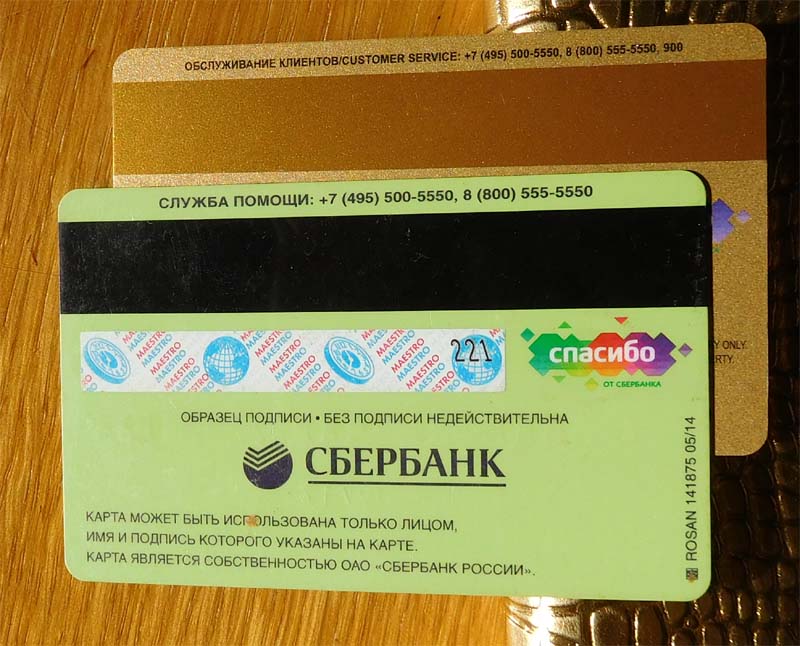 ОБСЛУЖИВАНИЕ КЛИЕНТОВ/CUSTOMER SERVICE: +7 (495) 500-5550, 8 (800) 555-5550, 900
СЛУЖБА ПОМОЩИ: +7 (495) 500-5550, 8 (800) 555-5550
MAESTRO MAESTRO MAESTRO MAESTRO
221
спасибо
ОТ СБЕРБАНКА
ONLY
ОБРАЗЕЦ ПОДПИСИ • БЕЗ ПОДПИСИ НЕДЕЙСТВИТЕЛЬНА
СБЕРБАНК
КАРТА МОЖЕТ БЫТЬ ИСПОЛЬЗОВАНА ТОЛЬКО ЛИЦОМ,
ИМЯ И ПОДПИСЬ КОТОРОГО УКАЗАНЫ НА КАРТЕ.
КАРТА ЯВЛЯЕТСЯ СОБСТВЕННОСТЬЮ ОАО «СБЕРБАНК РОССИИ».
ROSAN 141875 05/14